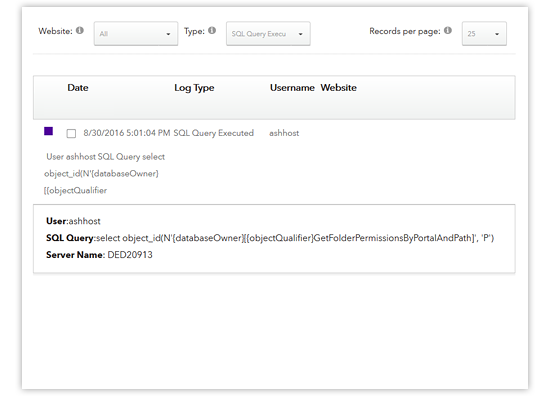 Website: All Type: SQL Query Execu Records per page: 25
Date Log Type Username Website
8/30/2016 5:01:04 PM SQL Query Executed ashhost
User ashhost SQL Query select
object_id(N'{databaseOwner}
[{objectQualifier
User:ashhost
SQL Query:select object_id(N'{databaseOwner}[{objectQualifier}GetFolderPermissionsByPortalAndPath]', 'P')
Server Name: DED20913